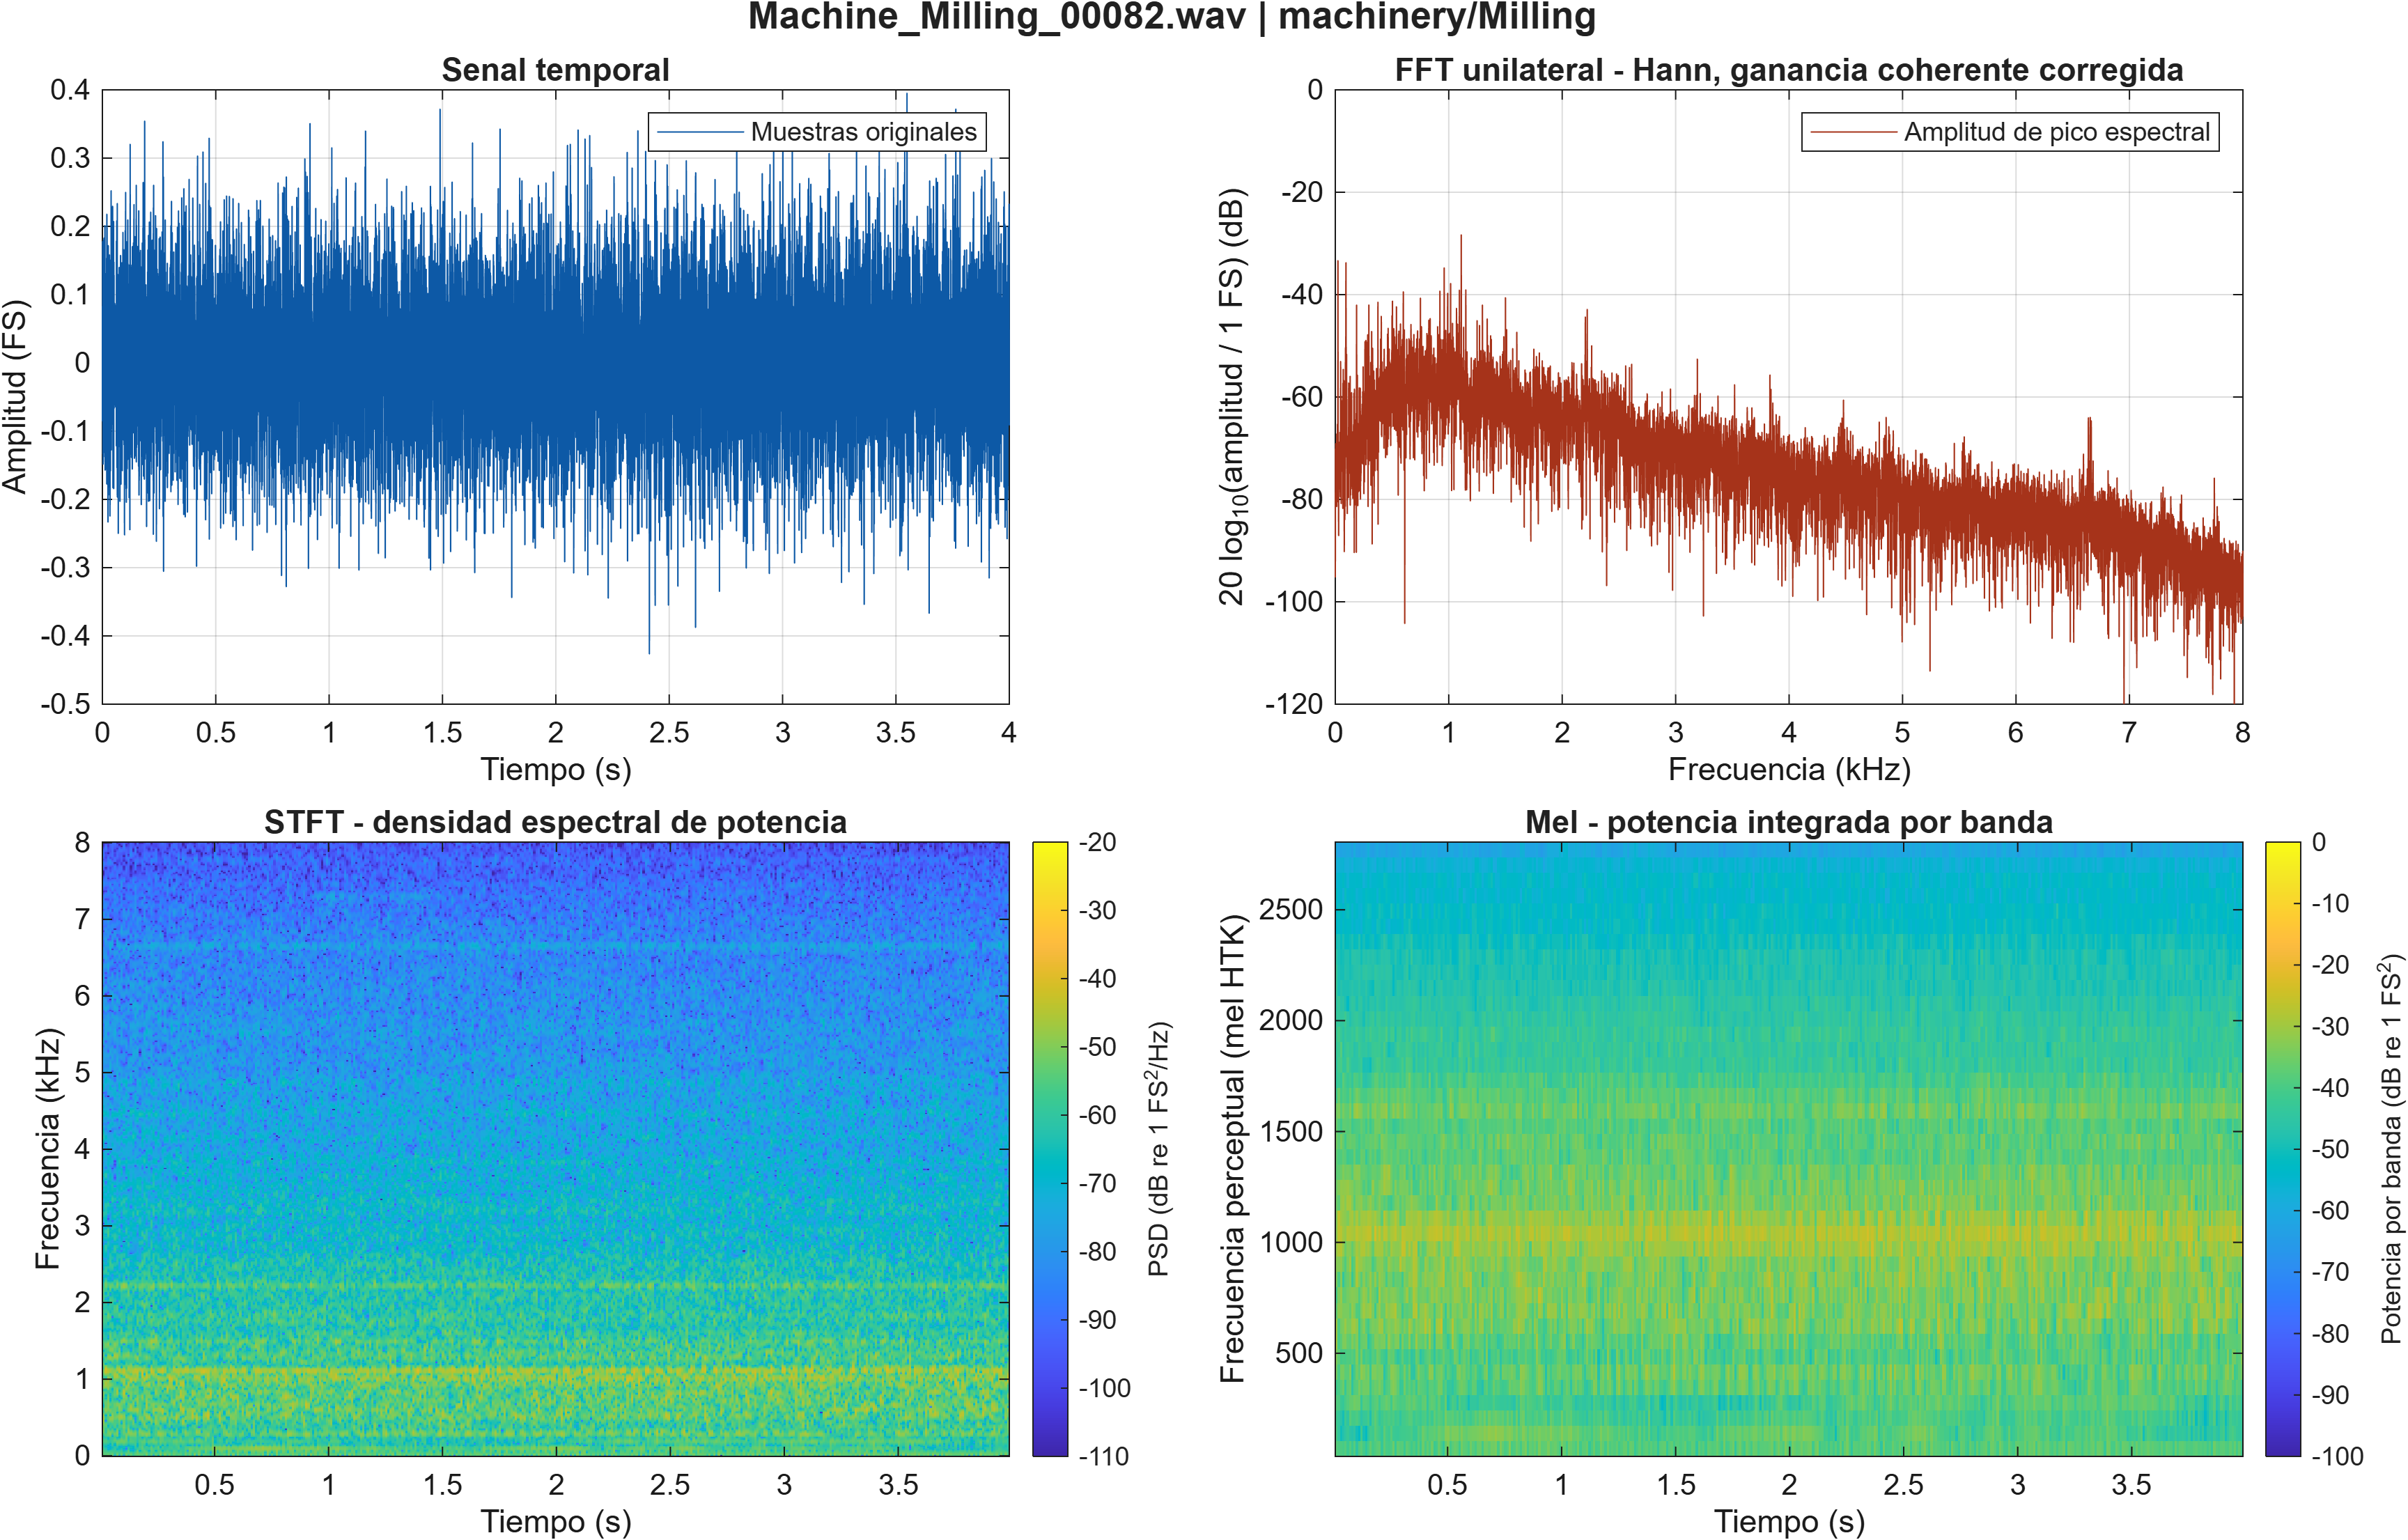 Machine_Milling_00082.wav | machinery/Milling
Senal temporal
Muestras originales
0.4
0.3
0.2
0.1
0
-0.1
-0.2
-0.3
-0.4
-0.5
Amplitud (FS)
0 0.5 1 1.5 2 2.5 3 3.5 4
Tiempo (s)
FFT unilateral - Hann, ganancia coherente corregida
Amplitud de pico espectral
0
-20
-40
-60
-80
-100
-120
20 log10(amplitud / 1 FS) (dB)
0 1 2 3 4 5 6 7 8
Frecuencia (kHz)
STFT - densidad espectral de potencia
8
7
6
5
4
3
2
1
0
Frecuencia (kHz)
0.5 1 1.5 2 2.5 3 3.5
Tiempo (s)
-20
-30
-40
-50
-60
-70
-80
-90
-100
-110
PSD (dB re 1 FS²/Hz)
Mel - potencia integrada por banda
2500
2000
1500
1000
500
Frecuencia perceptual (mel HTK)
0.5 1 1.5 2 2.5 3 3.5
Tiempo (s)
0
-10
-20
-30
-40
-50
-60
-70
-80
-90
-100
Potencia por banda (dB re 1 FS²)